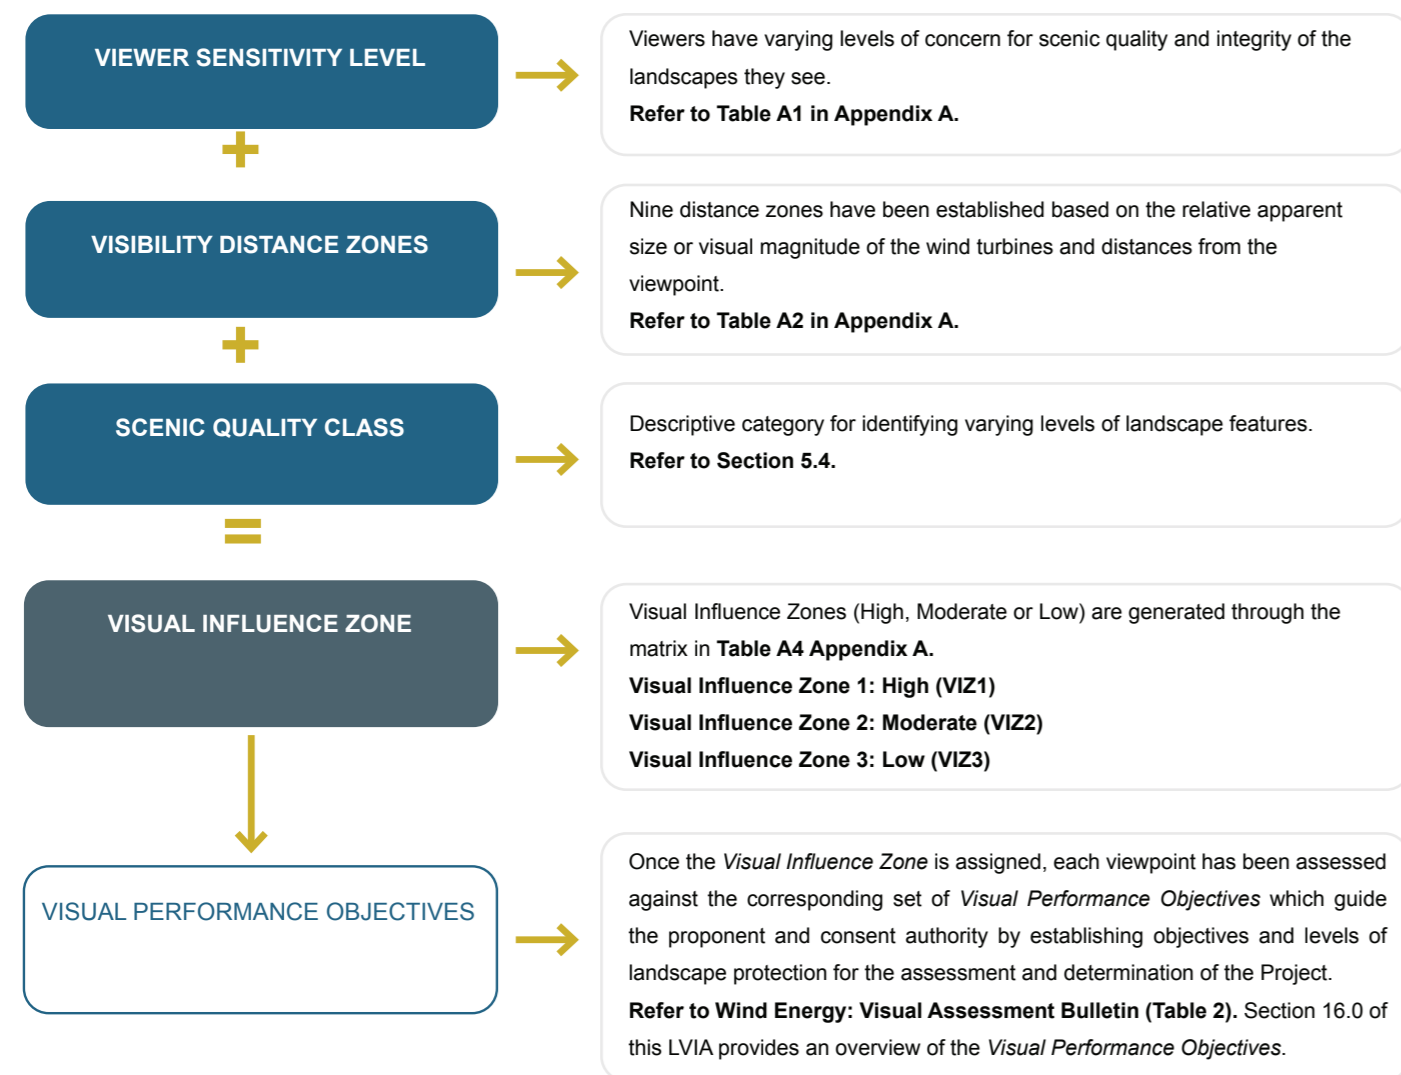 VIEWER SENSITIVITY LEVEL
Viewers have varying levels of concern for scenic quality and integrity of the
landscapes they see.
Refer to Table A1 in Appendix A.
+
VISIBILITY DISTANCE ZONES
Nine distance zones have been established based on the relative apparent
size or visual magnitude of the wind turbines and distances from the
viewpoint.
Refer to Table A2 in Appendix A.
+
SCENIC QUALITY CLASS
Descriptive category for identifying varying levels of landscape features.
Refer to Section 5.4.
=
VISUAL INFLUENCE ZONE
Visual Influence Zones (High, Moderate or Low) are generated through the
matrix in Table A4 Appendix A.
Visual Influence Zone 1: High (VIZ1)
Visual Influence Zone 2: Moderate (VIZ2)
Visual Influence Zone 3: Low (VIZ3)
VISUAL PERFORMANCE OBJECTIVES
Once the Visual Influence Zone is assigned, each viewpoint has been assessed
against the corresponding set of Visual Performance Objectives which guide
the proponent and consent authority by establishing objectives and levels of
landscape protection for the assessment and determination of the Project.
Refer to Wind Energy: Visual Assessment Bulletin (Table 2). Section 16.0 of
this LVIA provides an overview of the Visual Performance Objectives.